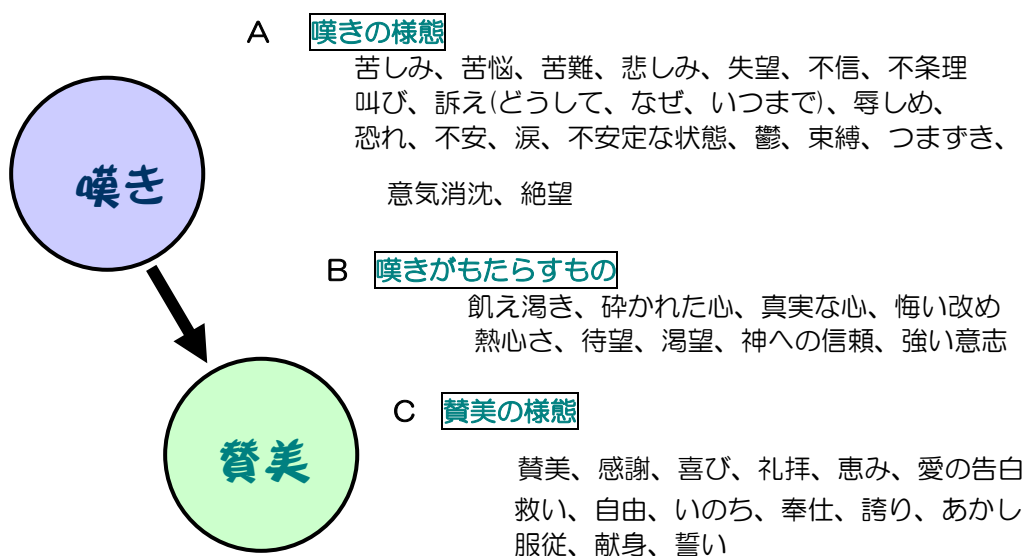 A 嘆きの様態
苦しみ、苦悩、苦難、悲しみ、失望、不信、不条理
叫び、訴え(どうして、なぜ、いつまで)、辱しめ、
恐れ、不安、涙、不安定な状態、鬱、束縛、つまずき、
意気消沈、絶望
嘆き
B 嘆きがもたらすもの
飢え渇き、砕かれた心、真実な心、悔い改め
熱心さ、待望、渇望、神への信頼、強い意志
C 賛美の様態
賛美
賛美、感謝、喜び、礼拝、恵み、愛の告白
救い、自由、いのち、奉仕、誇り、あかし
服従、献身、誓い